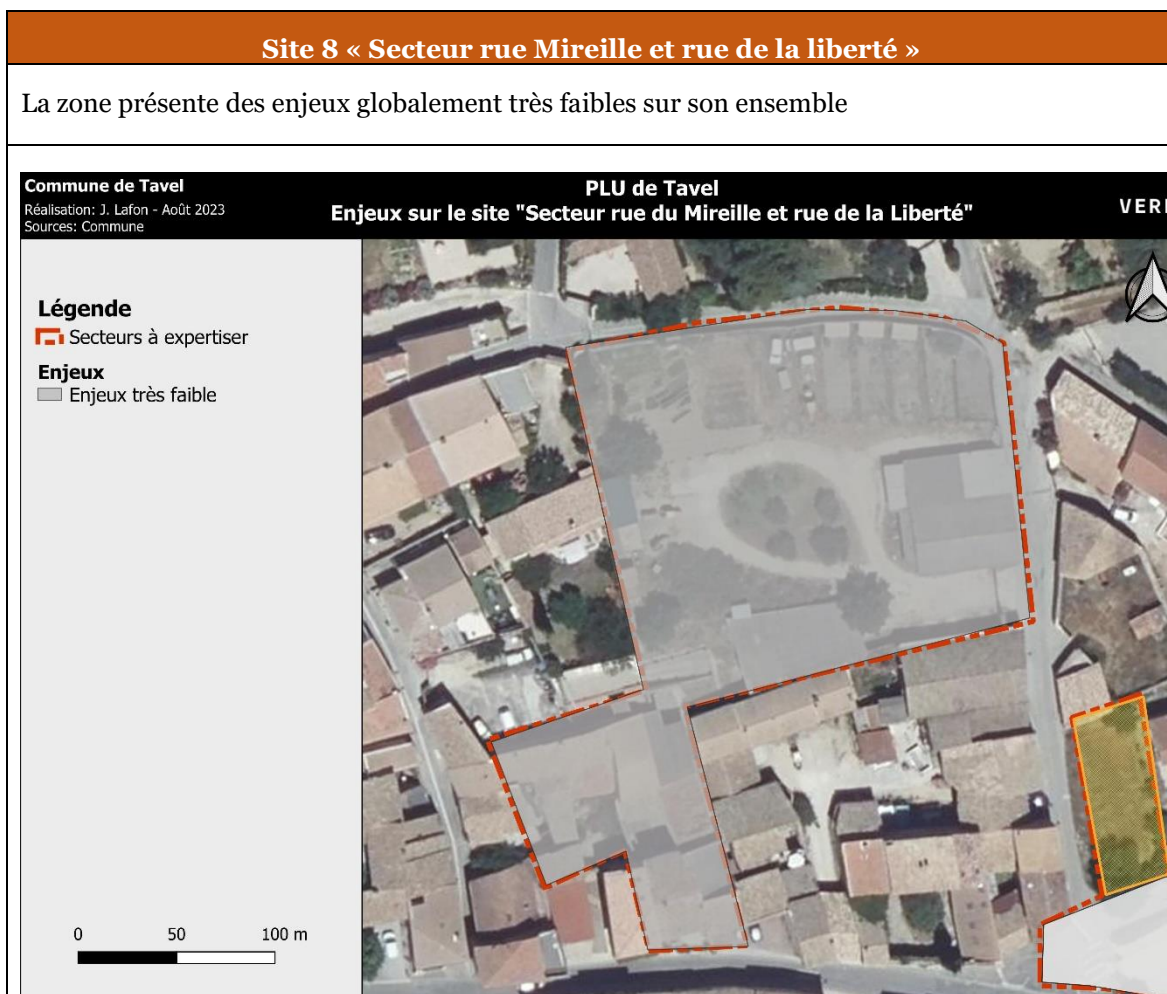 Site 8 « Secteur rue Mireille et rue de la liberté »
La zone présente des enjeux globalement très faibles sur son ensemble
Commune de Tavel
Réalisation: J. Lafon - Août 2023
Sources: Commune
PLU de Tavel
Enjeux sur le site "Secteur rue du Mireille et rue de la Liberté"
Légende
Secteurs à expertiser
Enjeux
Enjeux très faible
0 50 100 m